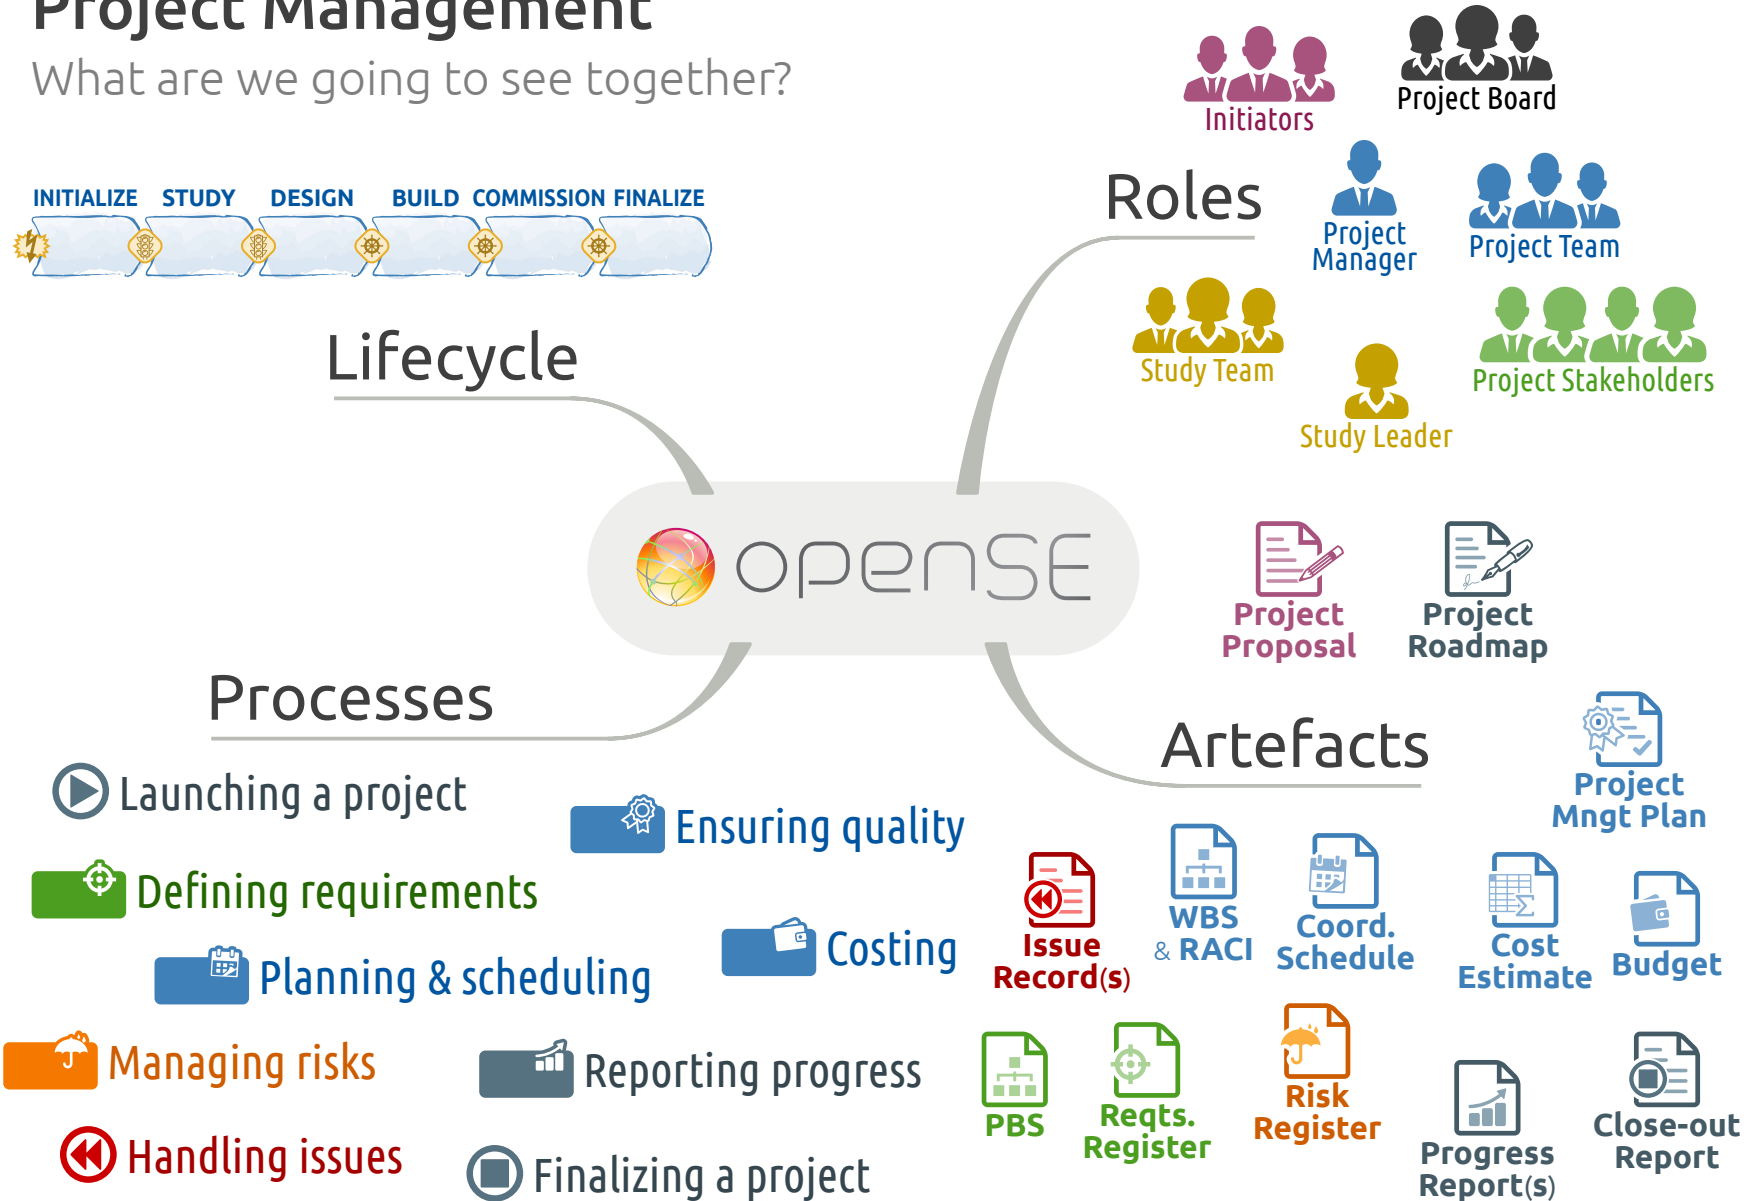 Project Management
What are we going to see together?
INITIALIZE STUDY DESIGN BUILD COMMISSION FINALIZE
Lifecycle
Roles
Initiators
Project Board
Project
Manager
Project Team
Study Team
Study Leader
Project Stakeholders
openSE
Processes
Launching a project
Ensuring quality
Defining requirements
Costing
Planning & scheduling
Managing risks
Reporting progress
Handling issues
Finalizing a project
Artefacts
Project
Proposal
Project
Roadmap
Project
Mngt Plan
Issue
Record(s)
WBS
& RACI
Coord.
Schedule
Cost
Estimate
Budget
PBS
Reqts.
Register
Risk
Register
Progress
Report(s)
Close-out
Report